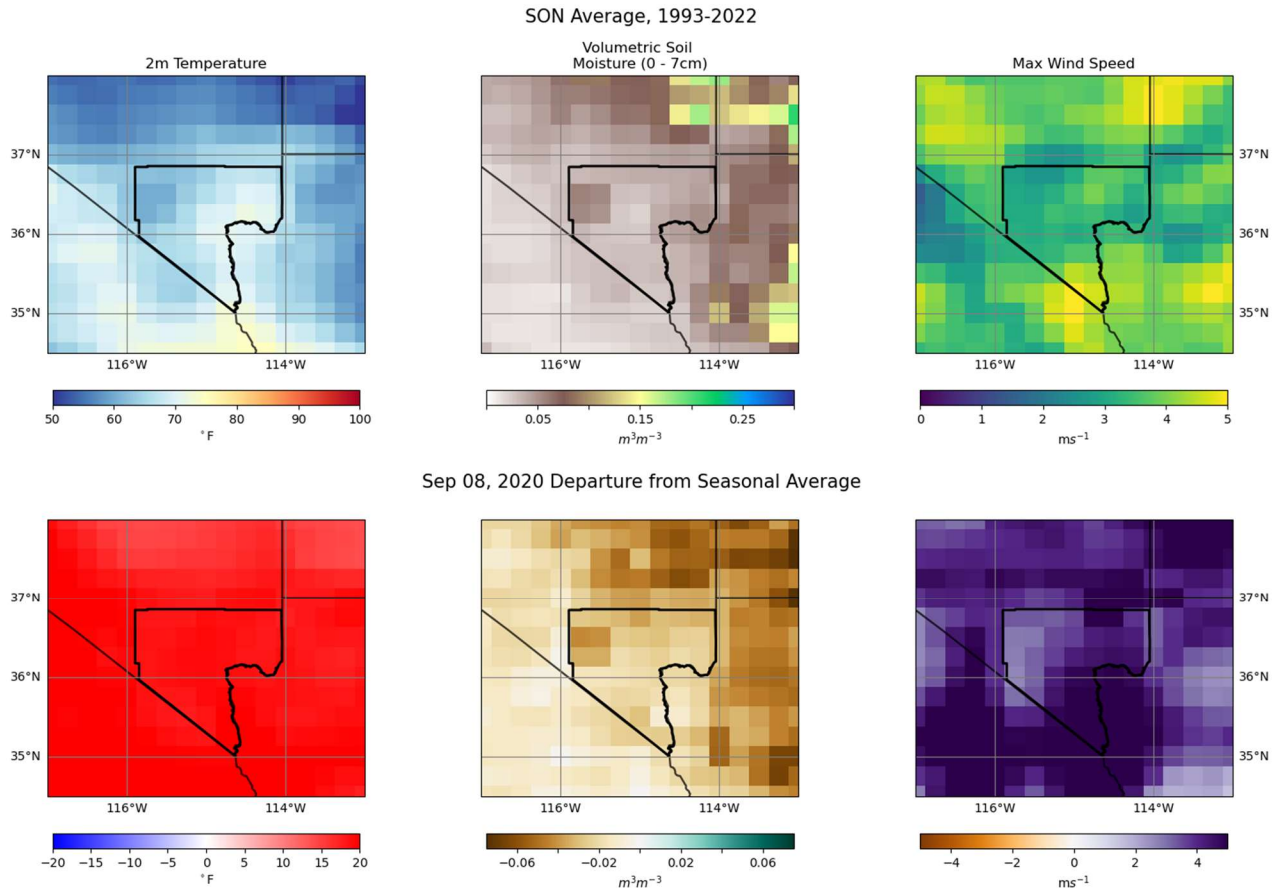 SON Average, 1993-2022
2m Temperature
Volumetric Soil
Moisture (0 - 7cm)
Max Wind Speed
37°N
36°N
35°N
116°W
114°W
116°W
114°W
116°W
114°W
37°N
36°N
35°N
50 60 70 80 90 100
°F
0.05 0.15 0.25
m³m⁻³
0 1 2 3 4 5
ms⁻¹
Sep 08, 2020 Departure from Seasonal Average
37°N
36°N
35°N
116°W
114°W
116°W
114°W
116°W
114°W
37°N
36°N
35°N
−20 −15 −10 −5 0 5 10 15 20
°F
−0.06 −0.02 0.02 0.06
m³m⁻³
−4 −2 0 2 4
ms⁻¹